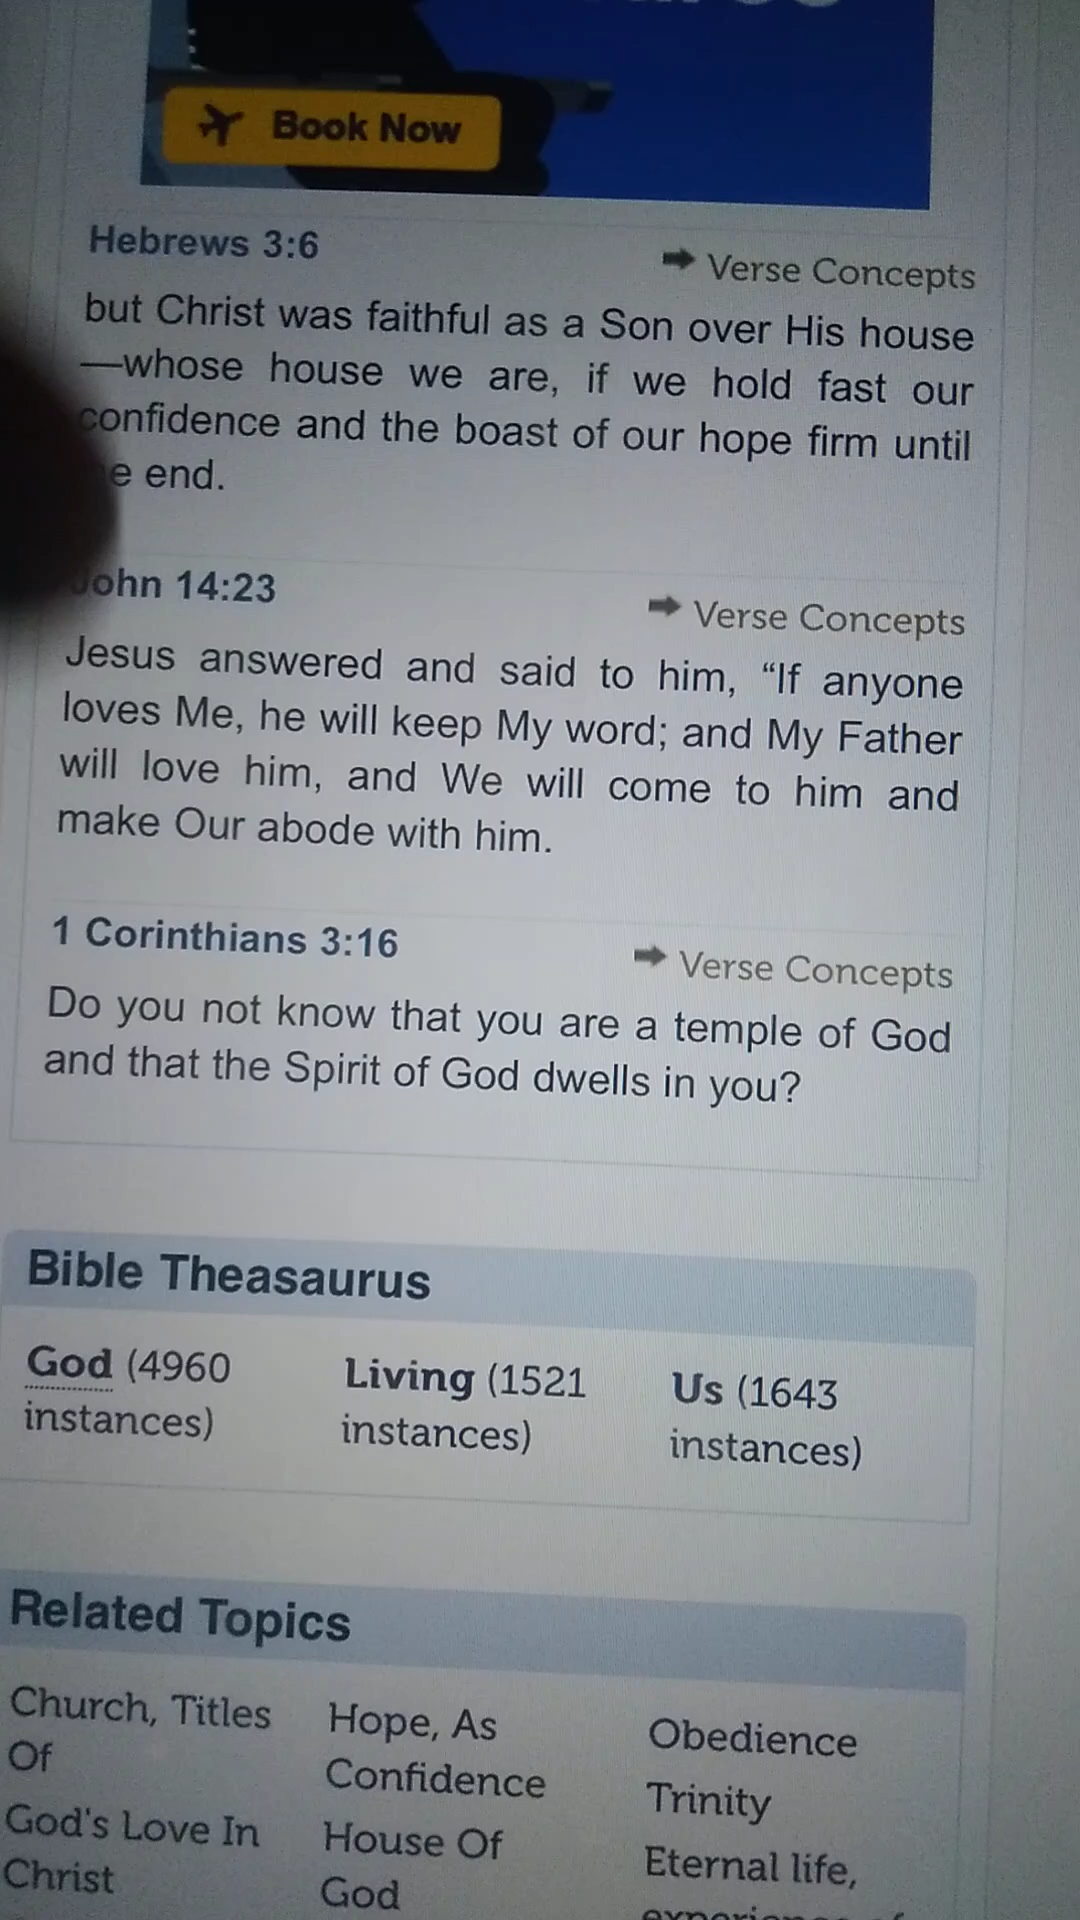 Book Now
Hebrews 3:6
Verse Concepts
but Christ was faithful as a Son over His house
—whose house we are, if we hold fast our
confidence and the boast of our hope firm until
e end.
John 14:23
Verse Concepts
Jesus answered and said to him, “If anyone
loves Me, he will keep My word; and My Father
will love him, and We will come to him and
make Our abode with him.
1 Corinthians 3:16
Verse Concepts
Do you not know that you are a temple of God
and that the Spirit of God dwells in you?
Bible Theasaurus
God (4960
instances)
Living (1521
instances)
Us (1643
instances)
Related Topics
Church, Titles
Of
God's Love In
Christ
Hope, As
Confidence
House Of
God
Obedience
Trinity
Eternal life,